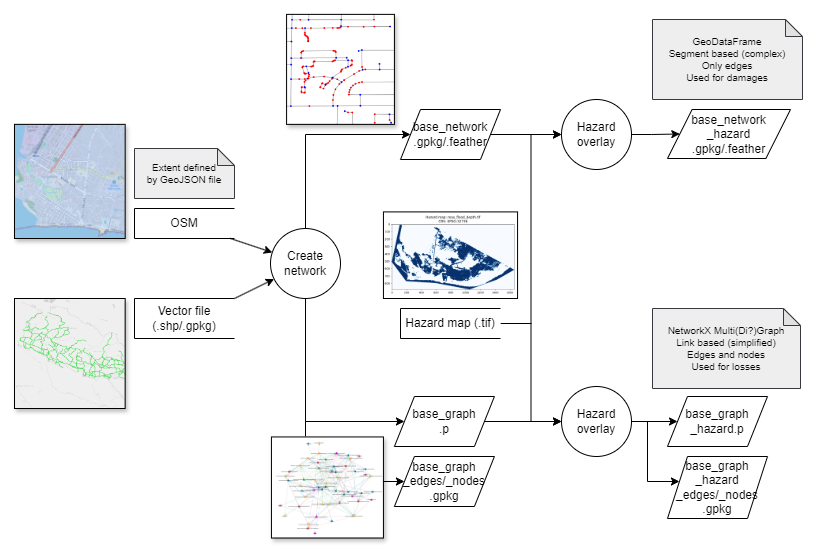 GeoDataFrame
Segment based (complex)
Only edges
Used for damages
base_network
.gpkg/.feather
Hazard
overlay
base_network
_hazard
.gpkg/.feather
Extent defined
by GeoJSON file
OSM
Create
network
Vector file
(.shp/.gpkg)
Hazard map (.tif)
NetworkX Multi(Di?)Graph
Link based (simplified)
Edges and nodes
Used for losses
base_graph
.p
Hazard
overlay
base_graph
_hazard.p
base_graph
_edges/_nodes
.gpkg
base_graph
_hazard
_edges/_nodes
.gpkg